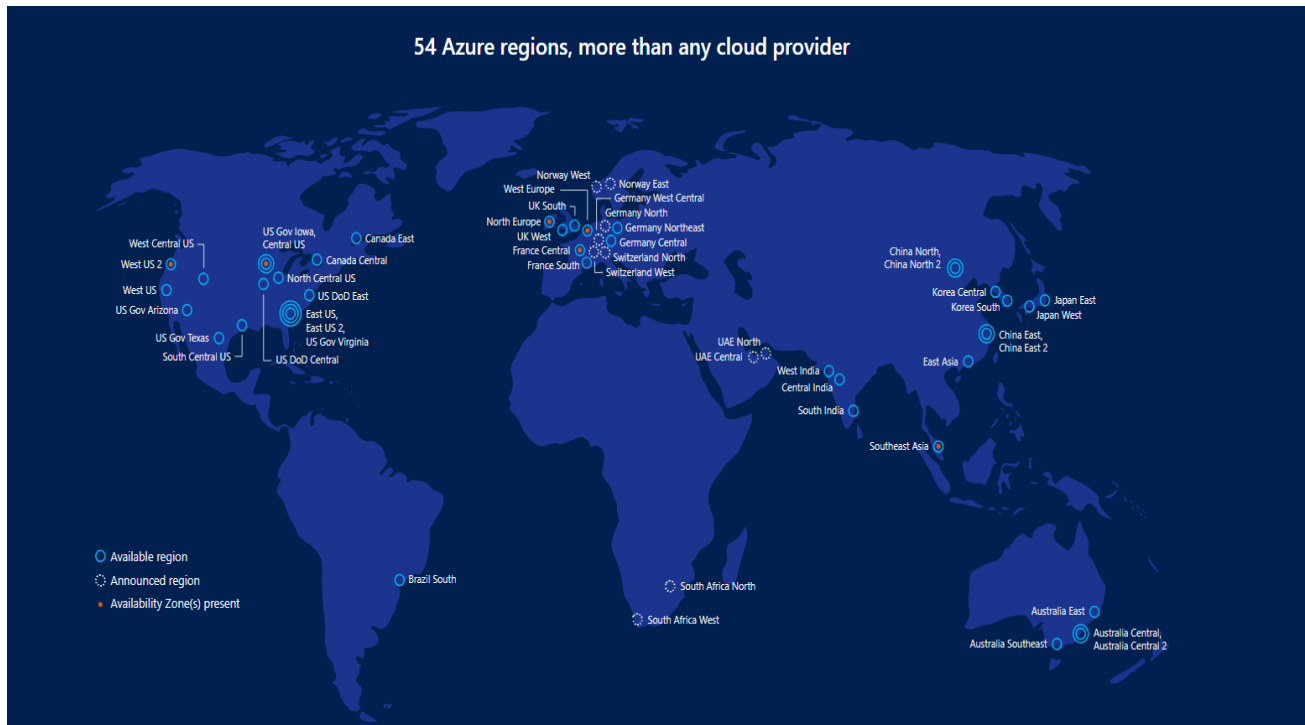 54 Azure regions, more than any cloud provider
Norway West
Norway East
West Europe
Germany West Central
UK South
Germany North
North Europe
Germany Northeast
UK West
Germany Central
France Central
Switzerland North
France South
Switzerland West
West Central US
US Gov Iowa,
Central US
Canada East
West US 2
Canada Central
North Central US
West US
US DoD East
US Gov Arizona
East US,
East US 2,
US Gov Virginia
US Gov Texas
South Central US
US DoD Central
China North,
China North 2
Korea Central
Korea South
Japan East
Japan West
China East,
China East 2
East Asia
UAE North
UAE Central
West India
Central India
South India
Southeast Asia
Available region
Announced region
Availability Zone(s) present
Brazil South
South Africa North
South Africa West
Australia East
Australia Central,
Australia Central 2
Australia Southeast